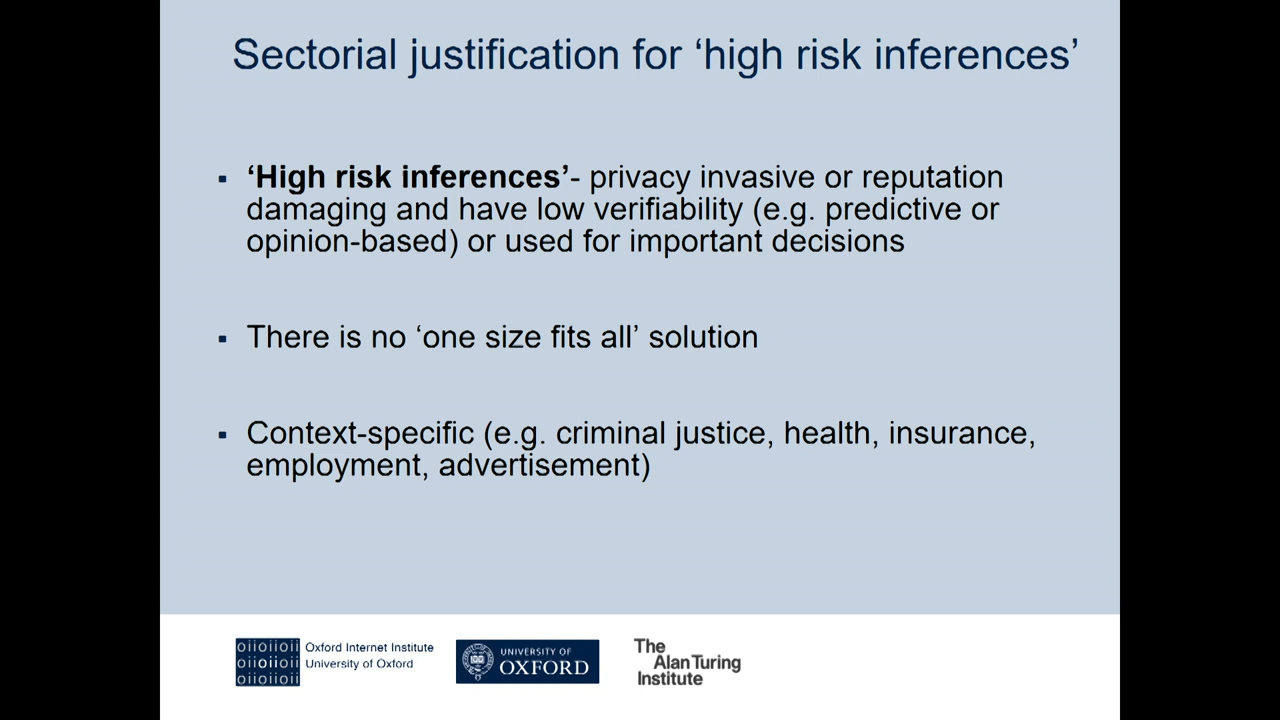 Sectorial justification for ‘high risk inferences’
▪ ‘High risk inferences’- privacy invasive or reputation
damaging and have low verifiability (e.g. predictive or
opinion-based) or used for important decisions
▪ There is no ‘one size fits all’ solution
▪ Context-specific (e.g. criminal justice, health, insurance,
employment, advertisement)
oiioiioii
oiioiioii
oiioiioii
Oxford Internet Institute
University of Oxford
UNIVERSITY OF
OXFORD
The
Alan Turing
Institute